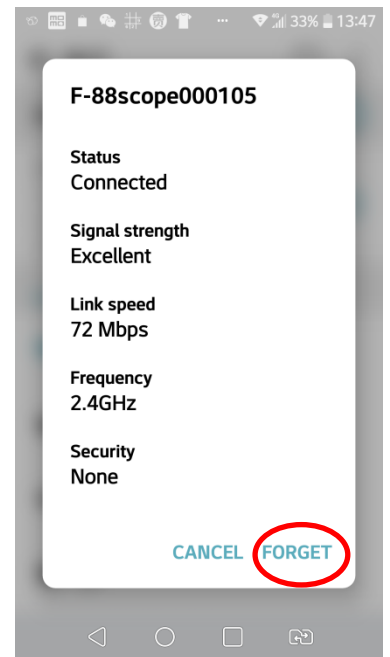 33% 13:47
F-88scope000105
Status
Connected
Signal strength
Excellent
Link speed
72 Mbps
Frequency
2.4GHz
Security
None
CANCEL FORGET